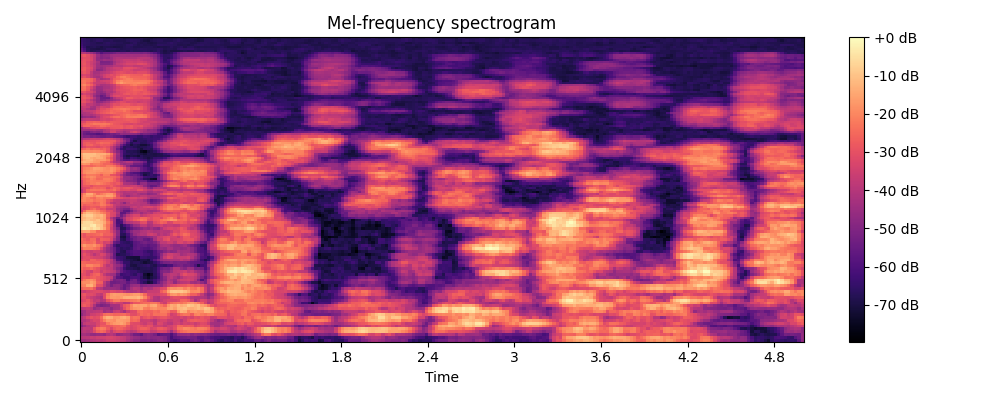 Mel-frequency spectrogram
+0 dB
-10 dB
-20 dB
-30 dB
-40 dB
-50 dB
-60 dB
-70 dB
Hz
4096
2048
1024
512
0
0 0.6 1.2 1.8 2.4 3 3.6 4.2 4.8
Time